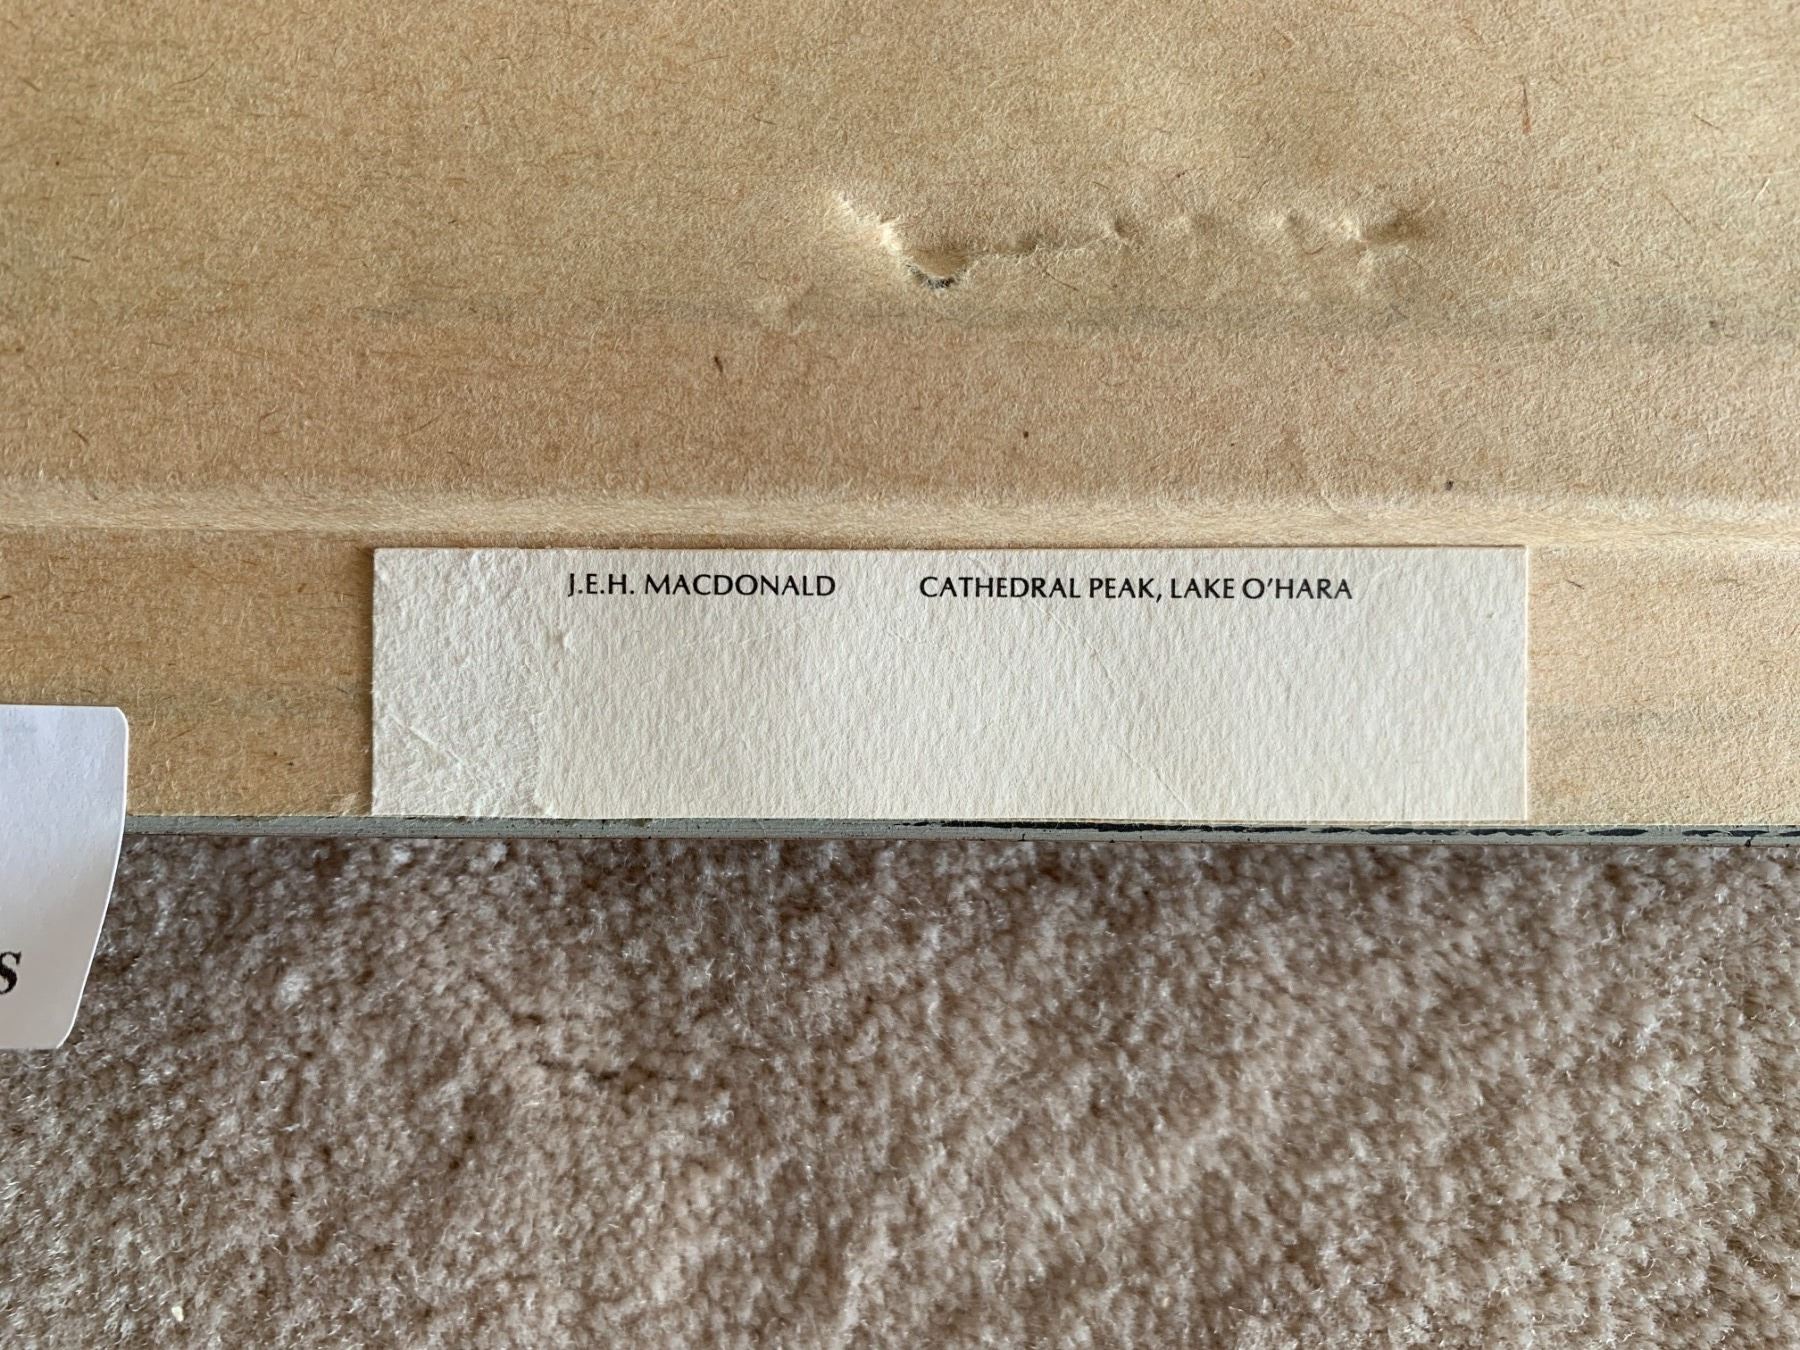 J.E.H. MACDONALD CATHEDRAL PEAK, LAKE O'HARA
S